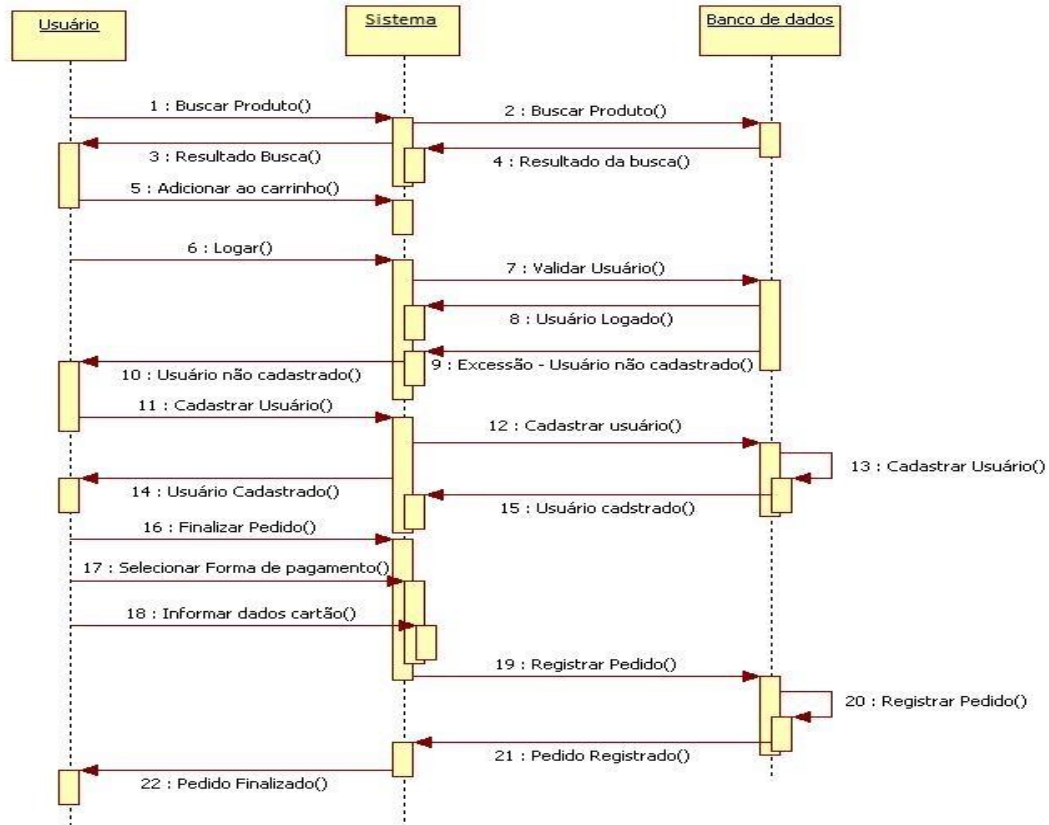 Usuário
Sistema
Banco de dados
1 : Buscar Produto()
2 : Buscar Produto()
3 : Resultado Busca()
4 : Resultado da busca()
5 : Adicionar ao carrinho()
6 : Logar()
7 : Validar Usuário()
8 : Usuário Logado()
9 : Excessão - Usuário não cadastrado()
10 : Usuário não cadastrado()
11 : Cadastrar Usuário()
12 : Cadastrar usuário()
13 : Cadastrar Usuário()
14 : Usuário Cadastrado()
15 : Usuário cadstrado()
16 : Finalizar Pedido()
17 : Selecionar Forma de pagamento()
18 : Informar dados cartão()
19 : Registrar Pedido()
20 : Registrar Pedido()
21 : Pedido Registrado()
22 : Pedido Finalizado()